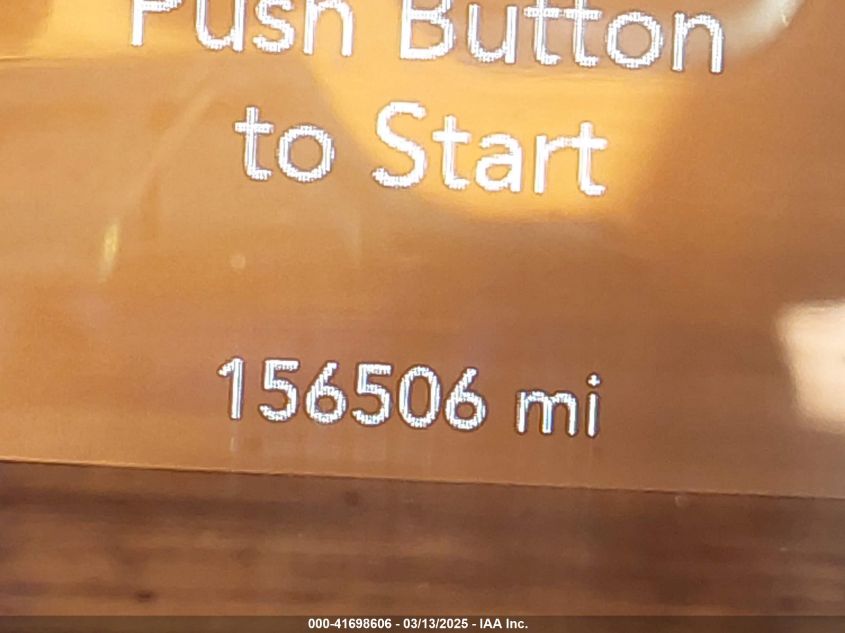 Push Button
to Start
156506 mi
000-41698606 - 03/13/2025 - IAA Inc.